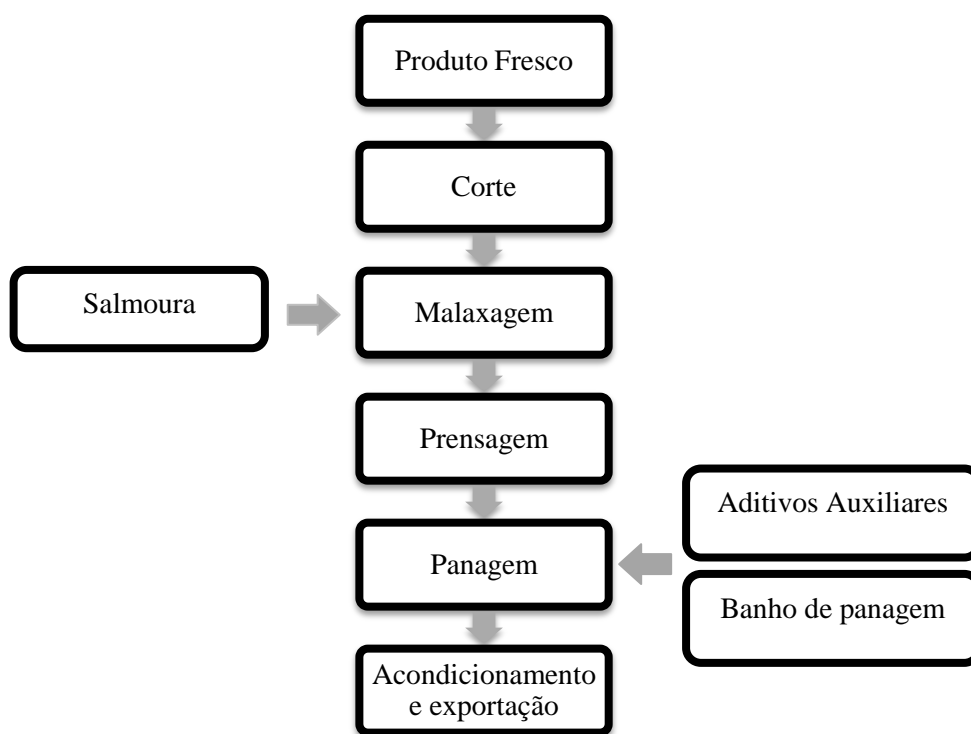 Produto Fresco
Corte
Salmoura
Malaxagem
Prensagem
Aditivos Auxiliares
Panagem
Banho de panagem
Acondicionamento
e exportação